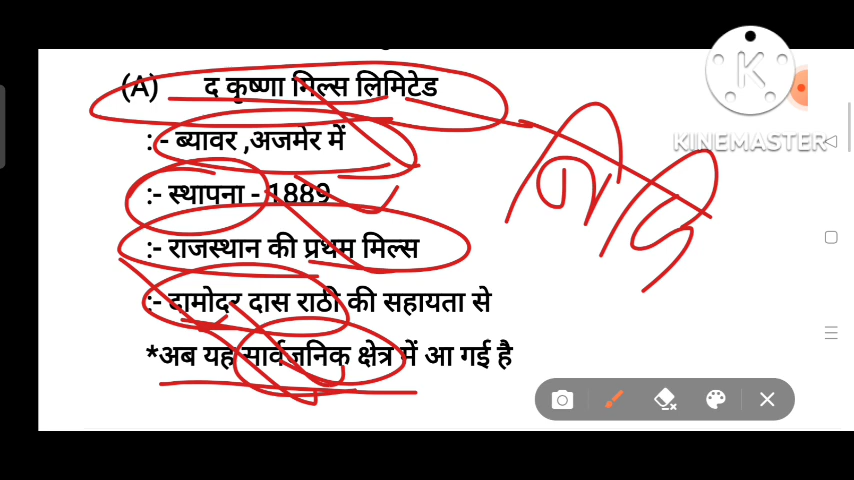 (A) द कृष्णा मिल्स लिमिटेड
:- ब्यावर ,अजमेर में
:- स्थापना - 1889
:- राजस्थान की प्रथम मिल्स
:- दामोदर दास राठी की सहायता से
*अब यह सार्वजनिक क्षेत्र में आ गई है
K
KINEMASTER